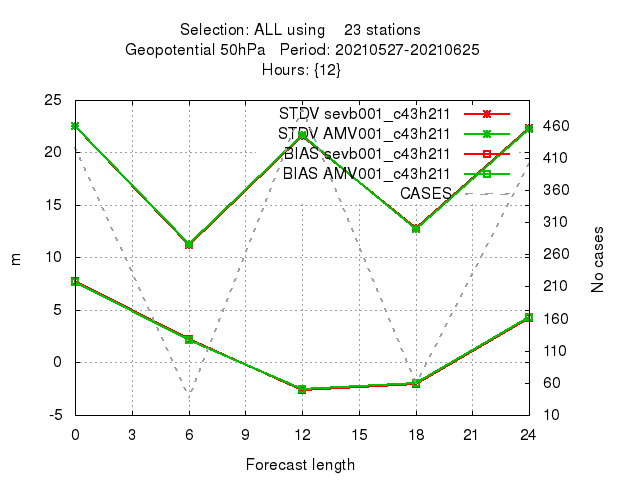 Selection: ALL using 23 stations
Geopotential 50hPa Period: 20210527-20210625
Hours: {12}
STDV sevb001_c43h211
STDV AMV001_c43h211
BIAS sevb001_c43h211
BIAS AMV001_c43h211
CASES
25
20
15
10
5
0
-5
m
460
410
360
310
260
210
160
110
60
10
No cases
0 3 6 9 12 15 18 21 24
Forecast length